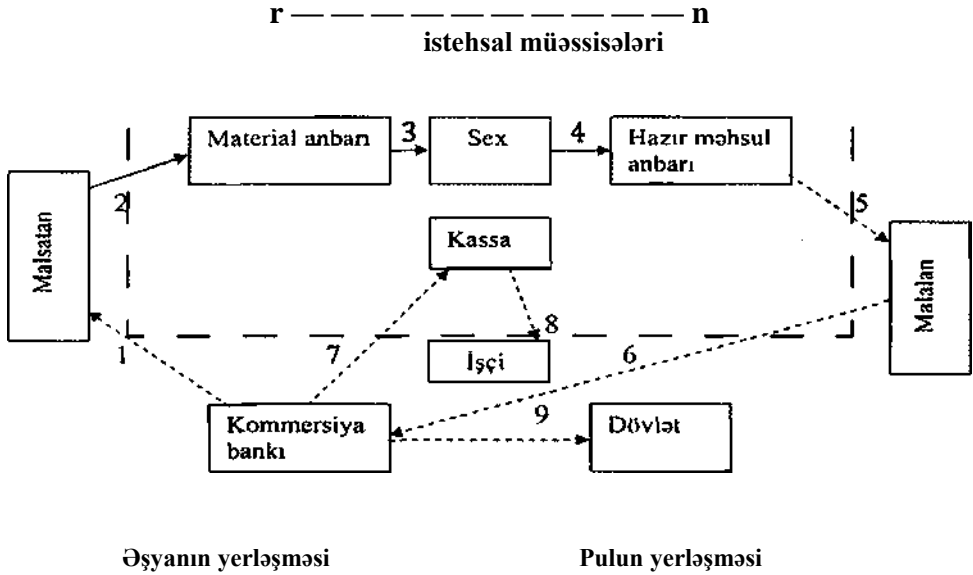 r — — — — — — — — — — — — — n
istehsal müəssisələri
Material anbarı
3
Sex
4
Hazır məhsul
anbarı
2
5
Malsatan
Kassa
Malalan
1
7
8
6
İşçi
9
Kommersiya
bankı
Dövlət
Əşyanın yerləşməsi
Pulun yerləşməsi